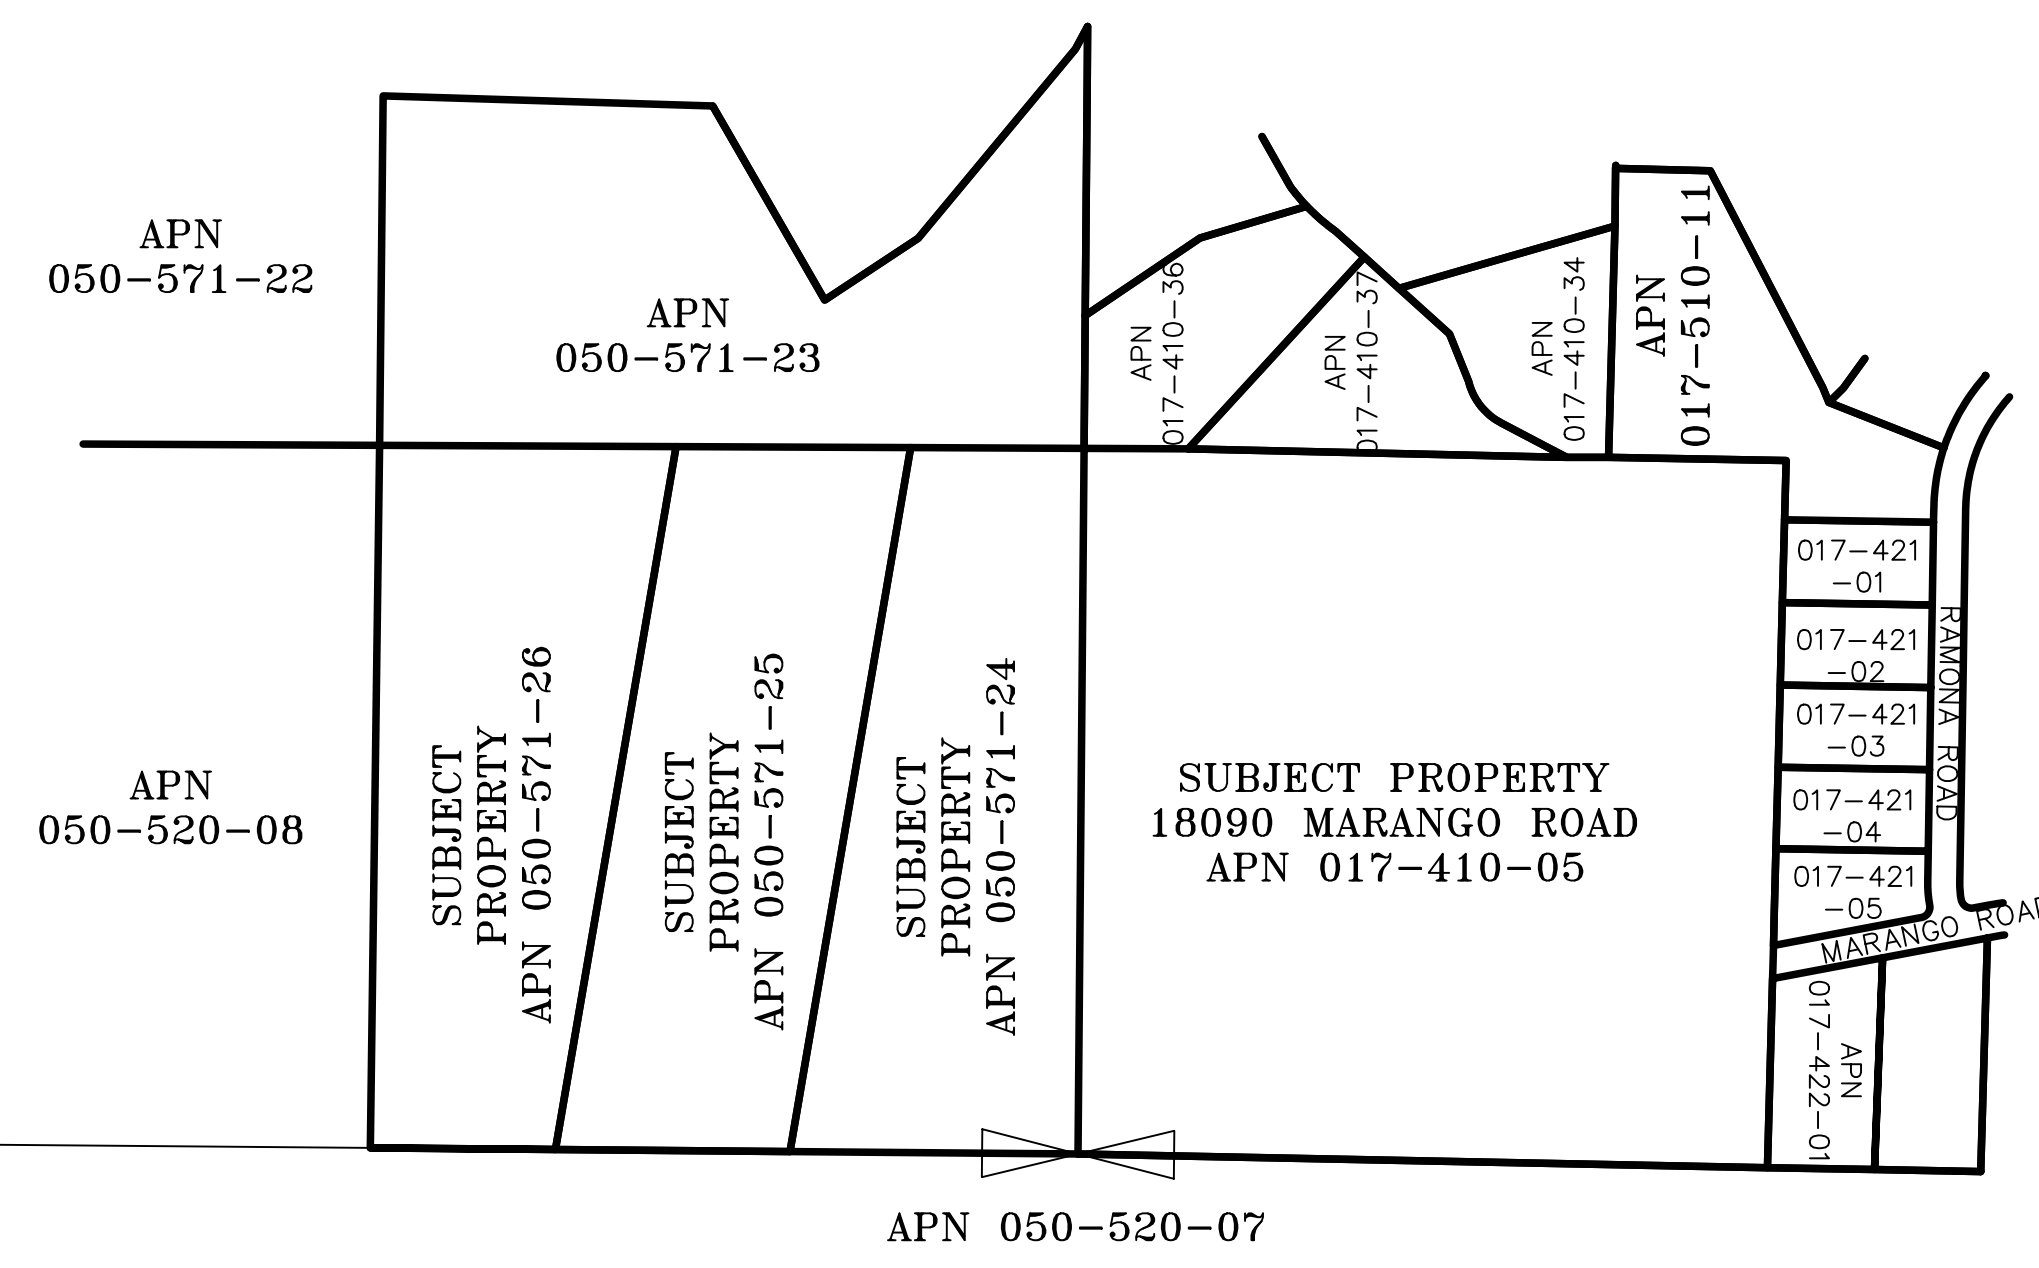 APN
050-571-22
APN
050-571-23
APN
017-410-36
APN
017-410-37
APN
017-410-34
APN
017-510-11
APN
050-520-08
SUBJECT
PROPERTY
APN 050-571-26
SUBJECT
PROPERTY
APN 050-571-25
SUBJECT
PROPERTY
APN 050-571-24
SUBJECT PROPERTY
18090 MARANGO ROAD
APN 017-410-05
017-421
-01
017-421
-02
017-421
-03
017-421
-04
017-421
-05
RAMONA ROAD
MARANGO ROAD
APN
017-422-01
APN 050-520-07